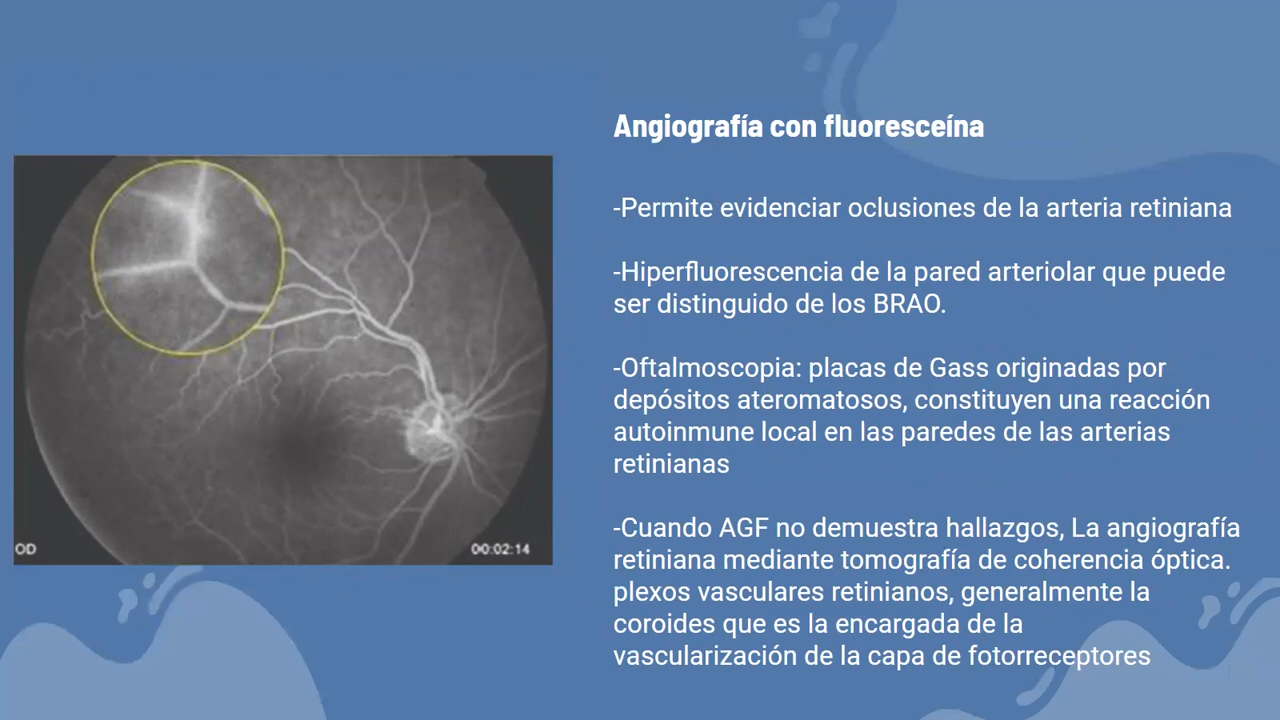 Angiografía con fluoresceína
-Permite evidenciar oclusiones de la arteria retiniana
-Hiperfluorescencia de la pared arteriolar que puede
ser distinguido de los BRAO.
-Oftalmoscopia: placas de Gass originadas por
depósitos ateromatosos, constituyen una reacción
autoinmune local en las paredes de las arterias
retinianas
-Cuando AGF no demuestra hallazgos, La angiografía
retiniana mediante tomografía de coherencia óptica.
plexos vasculares retinianos, generalmente la
coroides que es la encargada de la
vascularización de la capa de fotorreceptores
OD
00:02:14